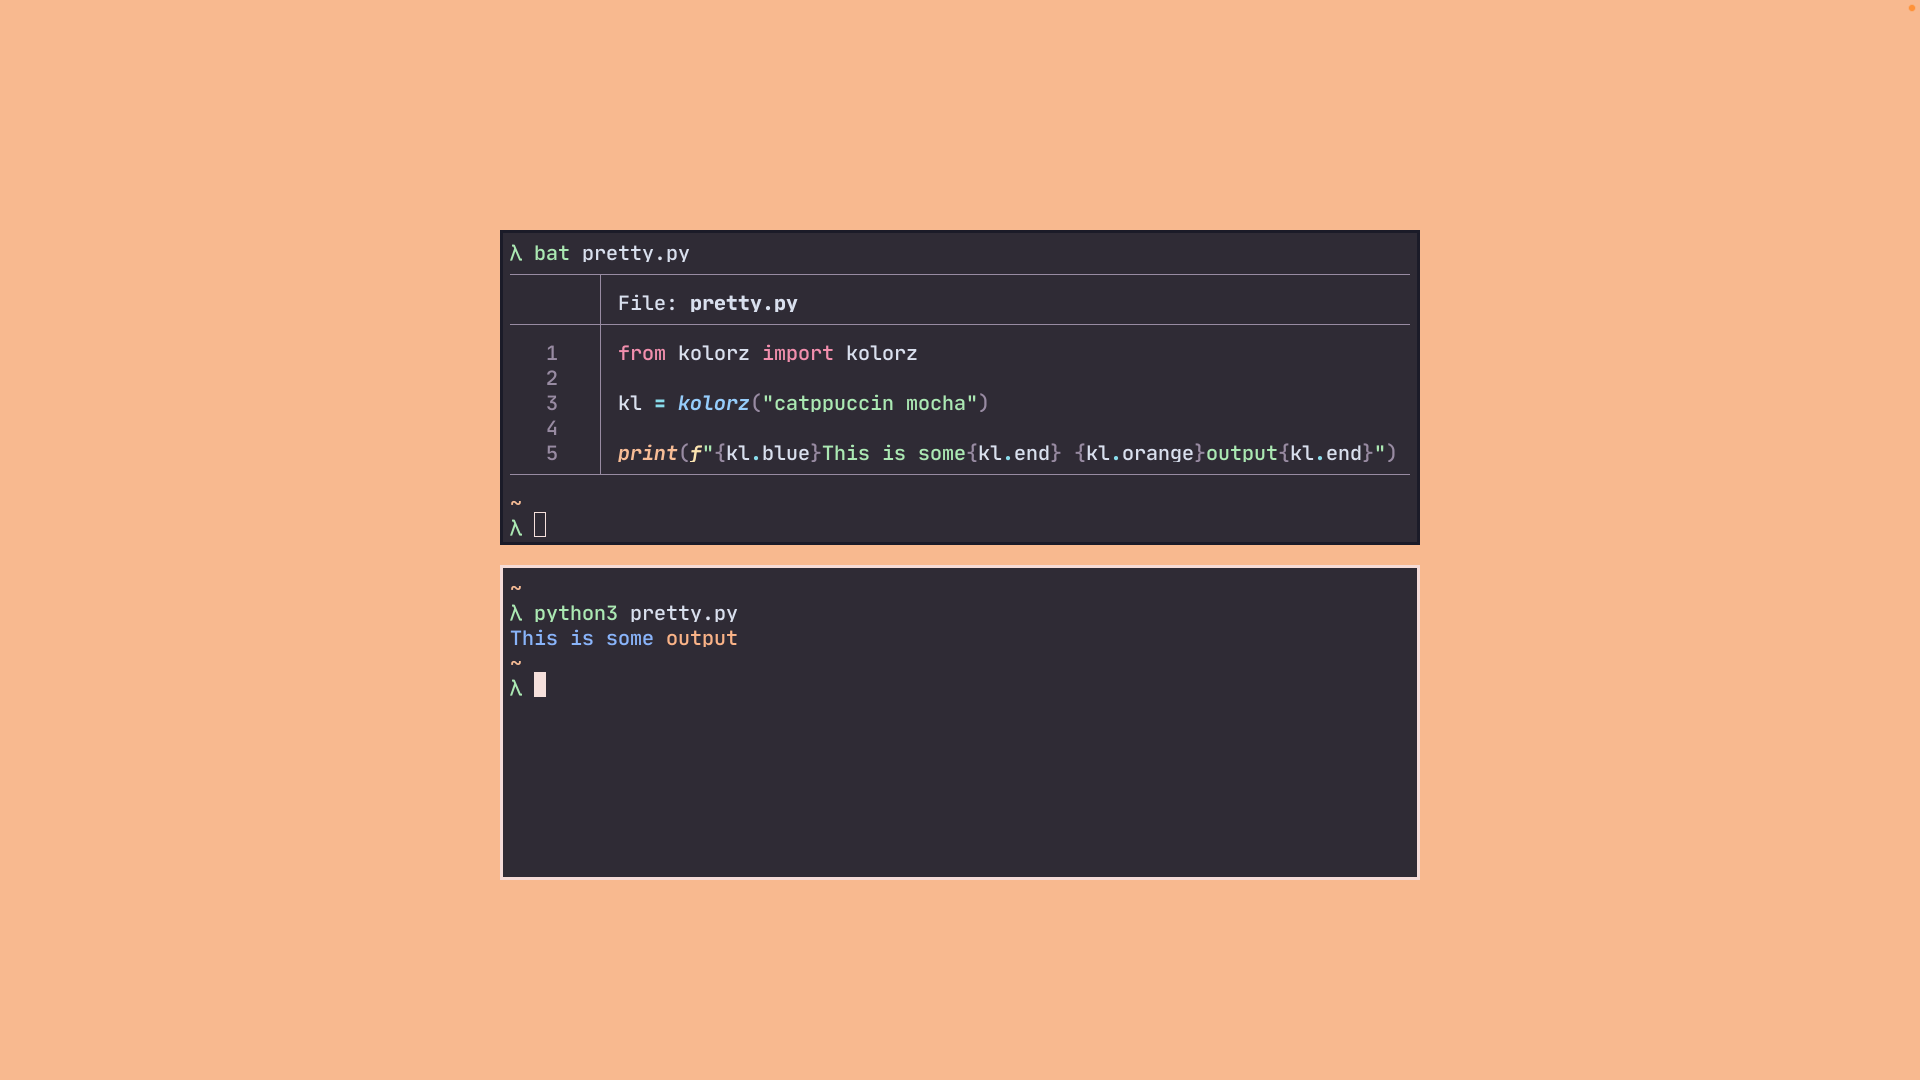 λ bat pretty.py
File: pretty.py
1 from kolorz import kolorz
2
3 kl = kolorz("catppuccin mocha")
4
5 print(f"{kl.blue}This is some{kl.end} {kl.orange}output{kl.end}")
~
λ
~
λ python3 pretty.py
This is some output
~
λ